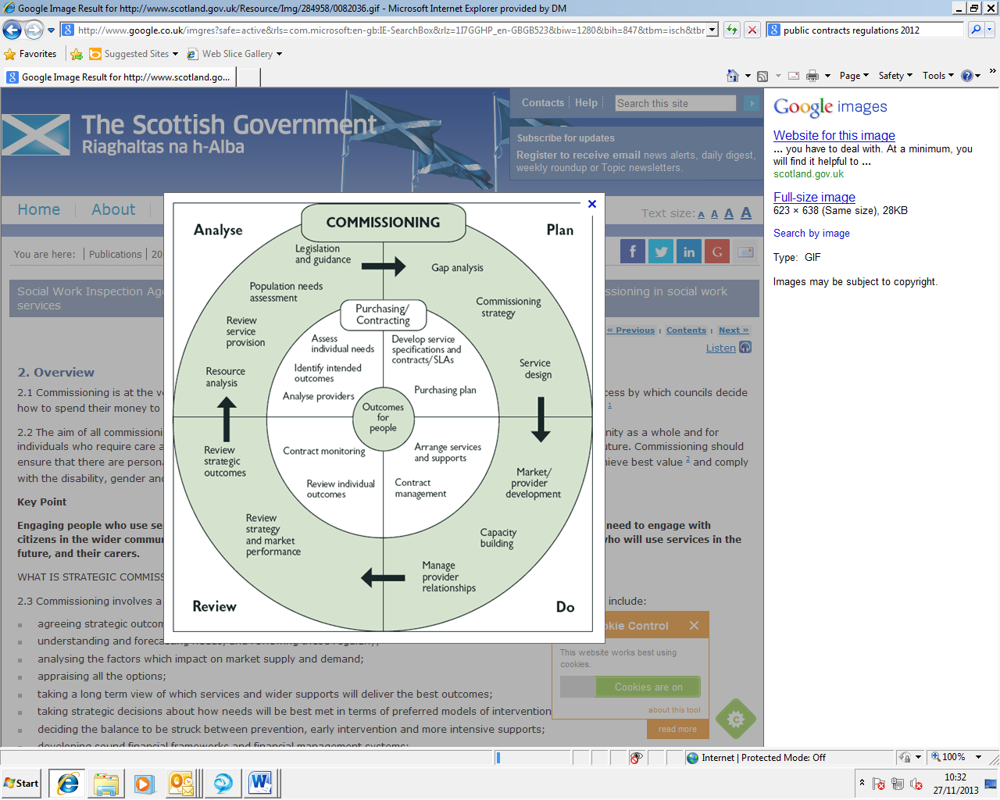 Google Image Result for http://www.scotland.gov.uk/Resource/Img/284958/0082036.gif - Microsoft Internet Explorer provided by DM
http://www.google.co.uk/imgres?safe=active&rls=com.microsoft:en-gb:IE-SearchBox&rlz=1I7GGHP_en-GBGB523&biw=1280&bih=847&tbm=isch&tbr
public contracts regulations 2012
Favorites
Suggested Sites
Web Slice Gallery
Google Image Result for http://www.scotland.go...
Page
Safety
Tools
The Scottish Government
Riaghaltas na h-Alba
Contacts
Help
Search this site
Subscribe for updates
Register to receive email news alerts, daily digest,
weekly roundup or Topic newsletters.
Home
About
Text size: A A A A
You are here:
Publications
20
Social Work Inspection Age
ssioning in social work
services
« Previous
Contents
Next »
Listen
2. Overview
2.1 Commissioning is at the v
cess by which councils decide
how to spend their money to
1
2.2 The aim of all commissioni
nity as a whole and for
individuals who require care a
uture. Commissioning should
ensure that there are persona
hieve best value 2 and comply
with the disability, gender and
Key Point
Engaging people who use se
need to engage with
citizens in the wider commun
who will use services in the
future, and their carers.
WHAT IS STRATEGIC COMMISS
2.3 Commissioning involves a
include:
agreeing strategic outcom
understanding and forecasting needs, and reviewing these regularly;
analysing the factors which impact on market supply and demand;
appraising all the options;
taking a long term view of which services and wider supports will deliver the best outcomes;
taking strategic decisions about how needs will be best met in terms of preferred models of intervention
deciding the balance to be struck between prevention, early intervention and more intensive supports;
developing sound financial frameworks and financial management systems;
Analyse
COMMISSIONING
Plan
Legislation
and guidance
Gap analysis
Population needs
assessment
Commissioning
strategy
Review
service
provision
Purchasing/
Contracting
Assess
individual needs
Develop service
specifications and
contracts/SLAs
Identify intended
outcomes
Resource
analysis
Service
design
Analyse providers
Purchasing plan
Outcomes
for
people
Contract monitoring
Arrange services
and supports
Review
strategic
outcomes
Review individual
outcomes
Contract
management
Market/
provider
development
Review
strategy
and market
performance
Capacity
building
Manage
provider
relationships
Review
Do
okie Control
This website works best using
cookies.
Cookies are on
about this tool
read more
C
Google images
Website for this image
... you have to deal with. At a minimum, you
will find it helpful to ...
scotland.gov.uk
Full-size image
623 × 638 (Same size), 28KB
Search by image
Type: GIF
Images may be subject to copyright.
Internet | Protected Mode: Off
100%
Start
10:32
27/11/2013